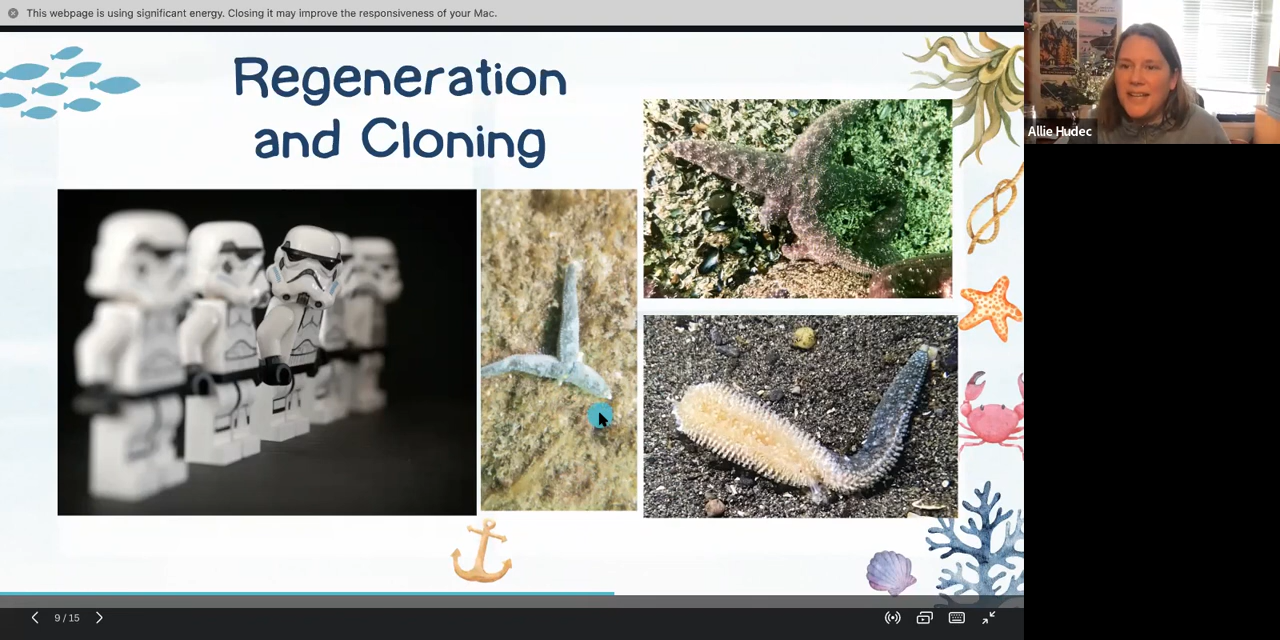 This webpage is using significant energy. Closing it may improve the responsiveness of your Mac.
Regeneration
and Cloning
Allie Hudec
9 / 15